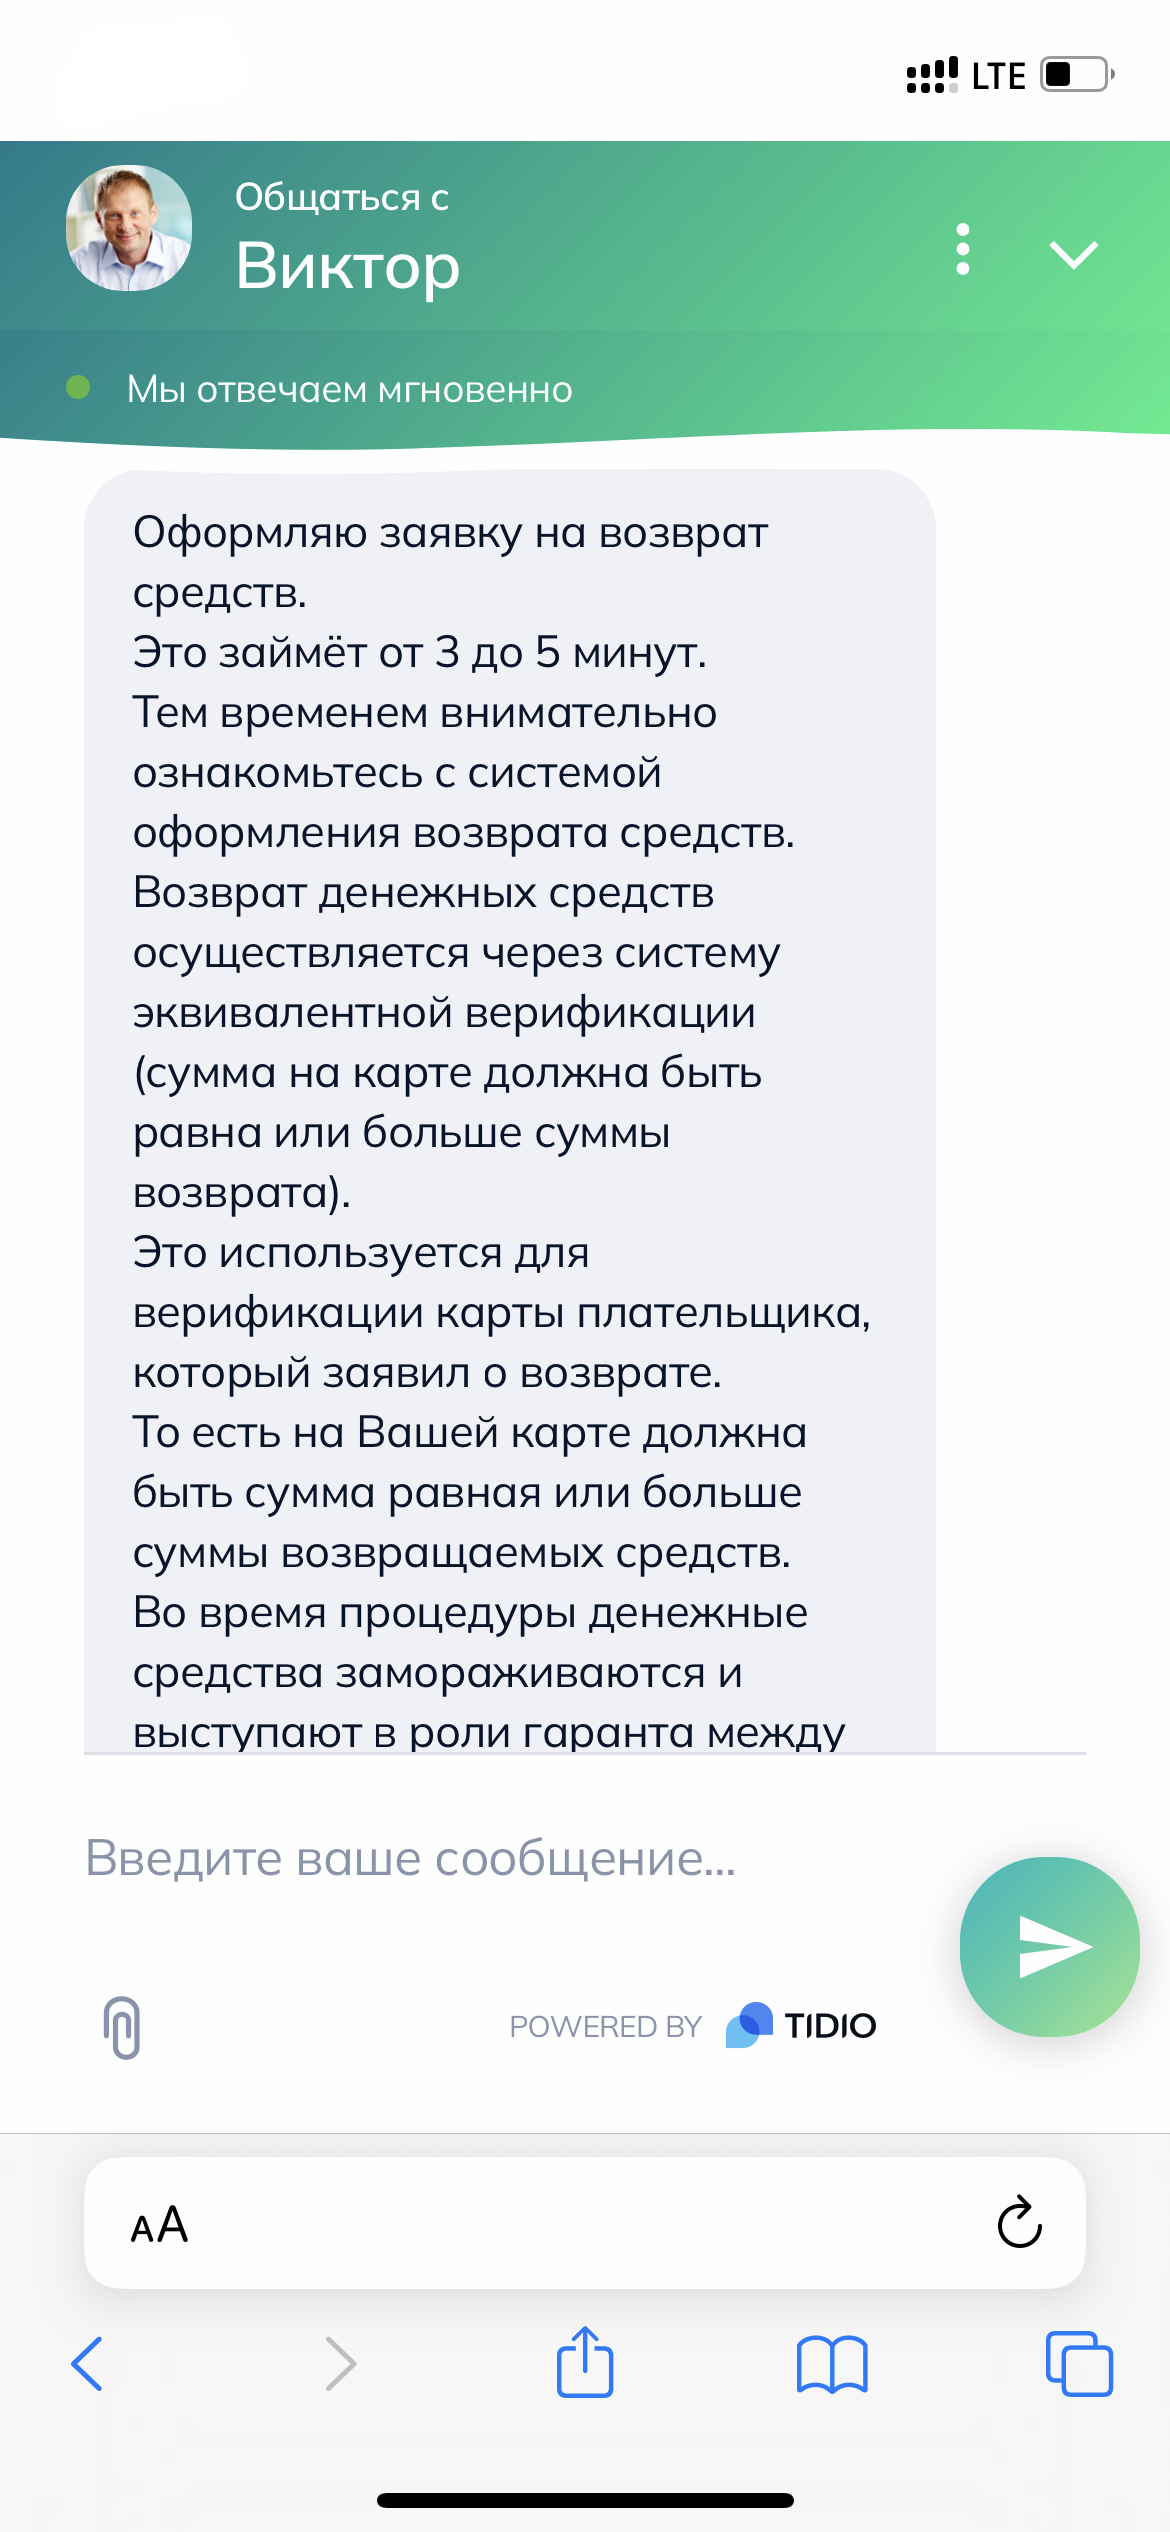 LTE
Общаться с
Виктор
Мы отвечаем мгновенно
Оформляю заявку на возврат
средств.
Это займёт от 3 до 5 минут.
Тем временем внимательно
ознакомьтесь с системой
оформления возврата средств.
Возврат денежных средств
осуществляется через систему
эквивалентной верификации
(сумма на карте должна быть
равна или больше суммы
возврата).
Это используется для
верификации карты плательщика,
который заявил о возврате.
То есть на Вашей карте должна
быть сумма равная или больше
суммы возвращаемых средств.
Во время процедуры денежные
средства замораживаются и
выступают в роли гаранта между
Введите ваше сообщение...
POWERED BY TIDIO
AA